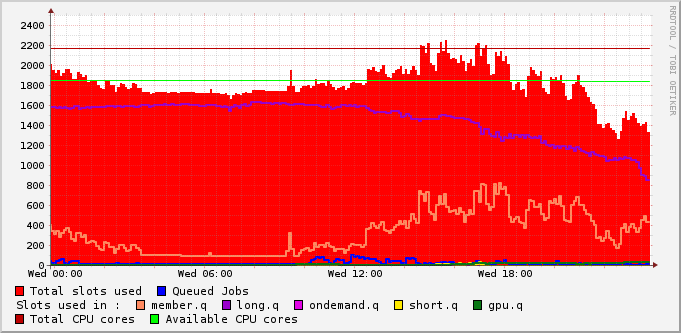 2400
2200
2000
1800
1600
1400
1200
1000
800
600
400
200
0
Wed 00:00 Wed 06:00 Wed 12:00 Wed 18:00
Total slots used Queued Jobs
Slots used in : member.q long.q ondemand.q short.q gpu.q
Total CPU cores Available CPU cores
RRDTOOL / TOBI OETIKER